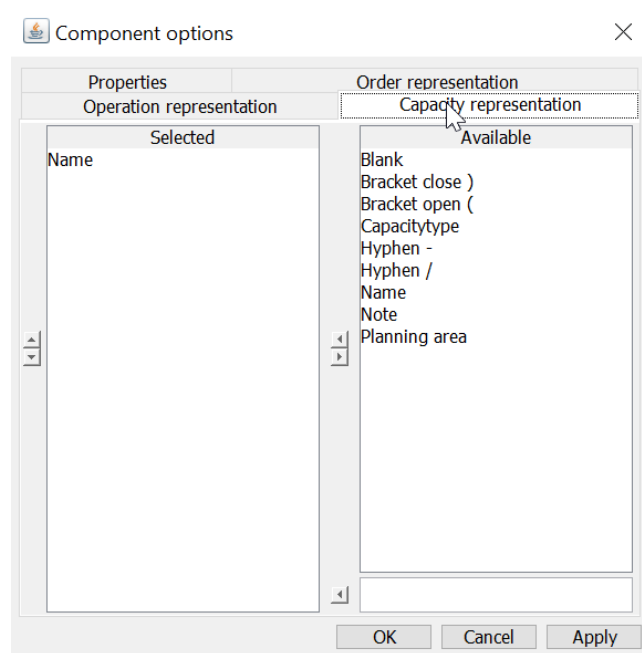 Component options
Properties
Order representation
Operation representation
Capacity representation
Selected
Name
Available
Blank
Bracket close )
Bracket open (
Capacitytype
Hyphen -
Hyphen /
Name
Note
Planning area
OK
Cancel
Apply